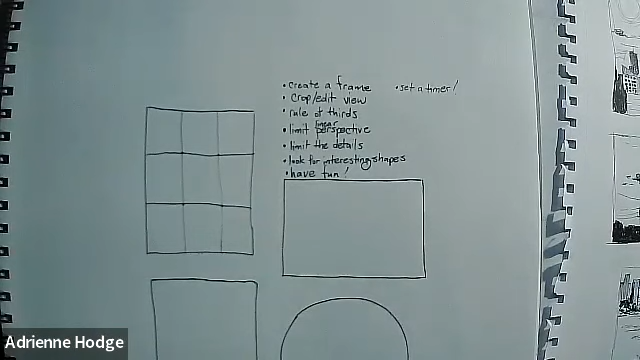 • create a frame
• set a timer!
• crop/edit view
• rule of thirds
• limit linear perspective
• limit the details
• look for interesting shapes
• have fun!
Adrienne Hodge